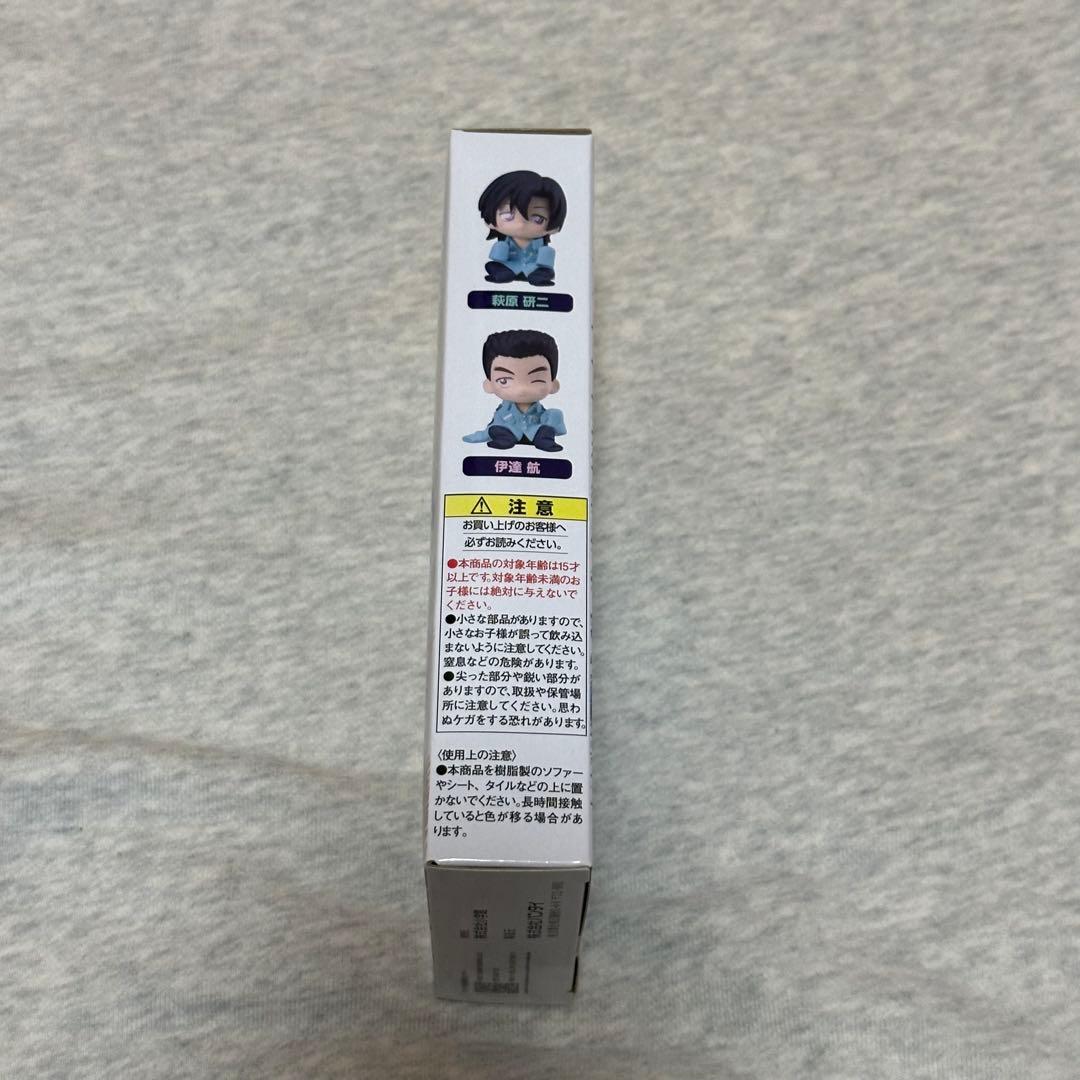 萩原 研二
伊達 航
注意
お買い上げのお客様へ
必ずお読みください。
●本商品の対象年齢は15才
以上です。対象年齢未満のお
子様には絶対に与えないで
ください。
●小さな部品がありますので、
小さなお子様が誤って飲み込
まないように注意してください。
窒息などの危険があります。
●尖った部分や鋭い部分が
ありますので、取扱や保管場
所に注意してください。思わ
ぬケガをする恐れがあります。
〈使用上の注意〉
●本商品を樹脂製のソファー
やシート、タイルなどの上に置
かないでください。長時間接触
していると色が移る場合があ
ります。
株式会社バンダイ